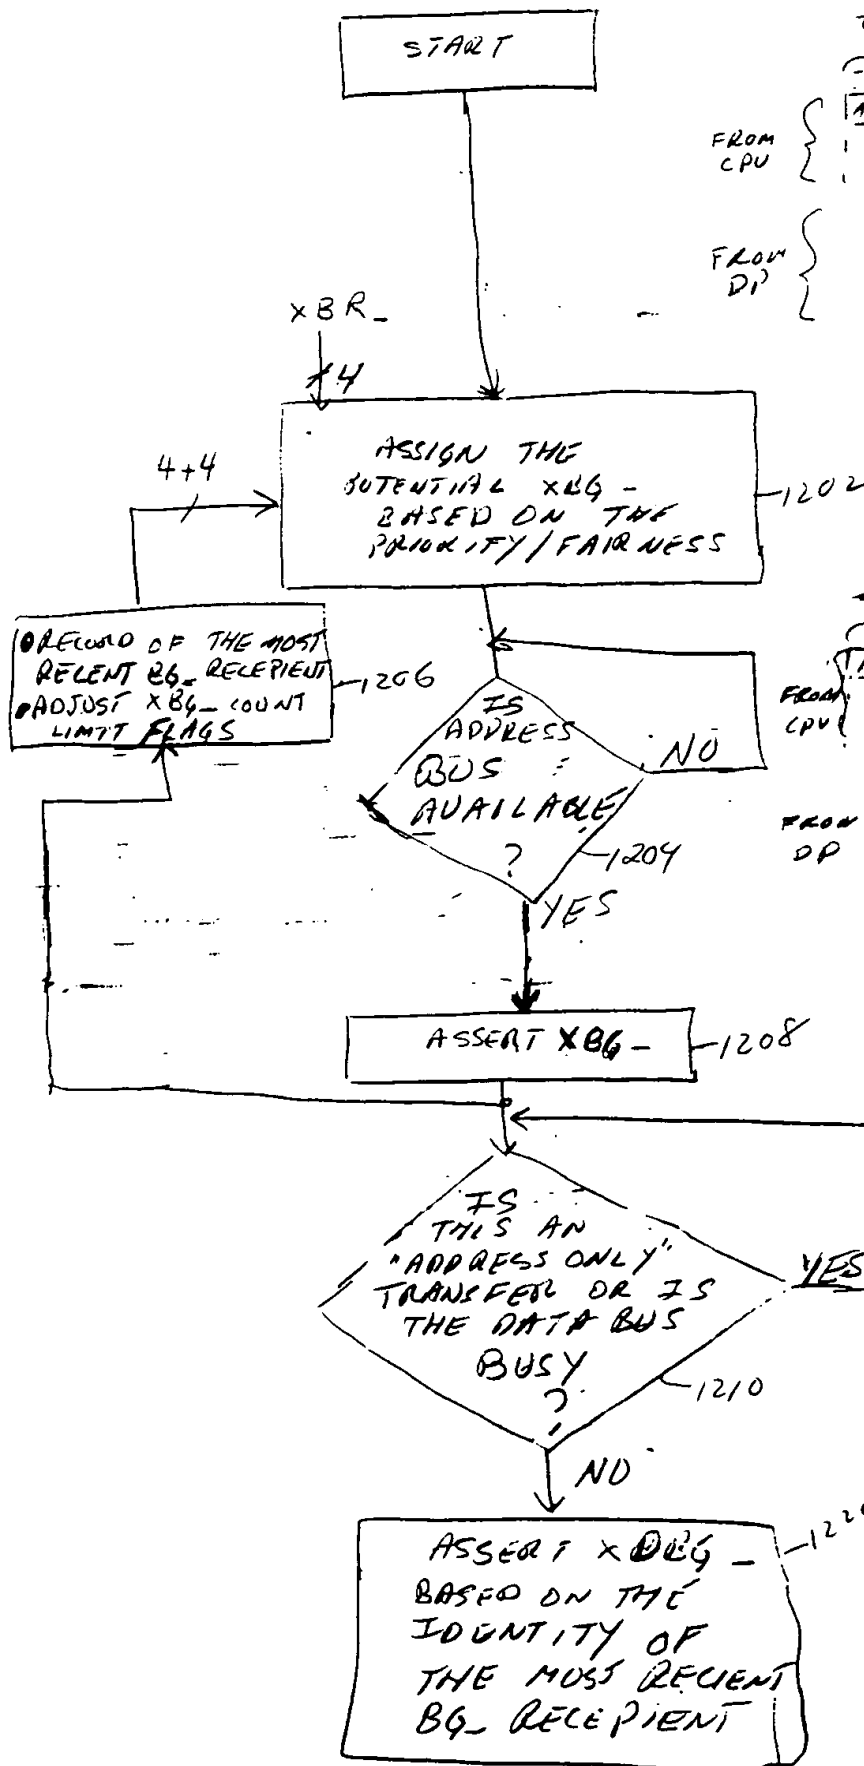 START
FROM
CPU
FROM
DP
XBR_
4
4+4
ASSIGN THE
POTENTIAL XBG_
BASED ON THE
PRIORITY/FAIRNESS
1202
RECORD OF THE MOST
RECENT BG_ RECEPIENT
ADJUST XBG_ COUNT
LIMIT FLAGS
1206
IS
ADDRESS
BUS
AVAILABLE
?
NO
1204
YES
FROM
CPU
FROM
DP
ASSERT XBG_
1208
IS
THIS AN
"ADDRESS ONLY"
TRANSFER OR IS
THE DATA BUS
BUSY
?
YES
1210
NO
ASSERT XDBG_
BASED ON THE
IDENTITY OF
THE MOST RECIENT
BG_ RECEPIENT